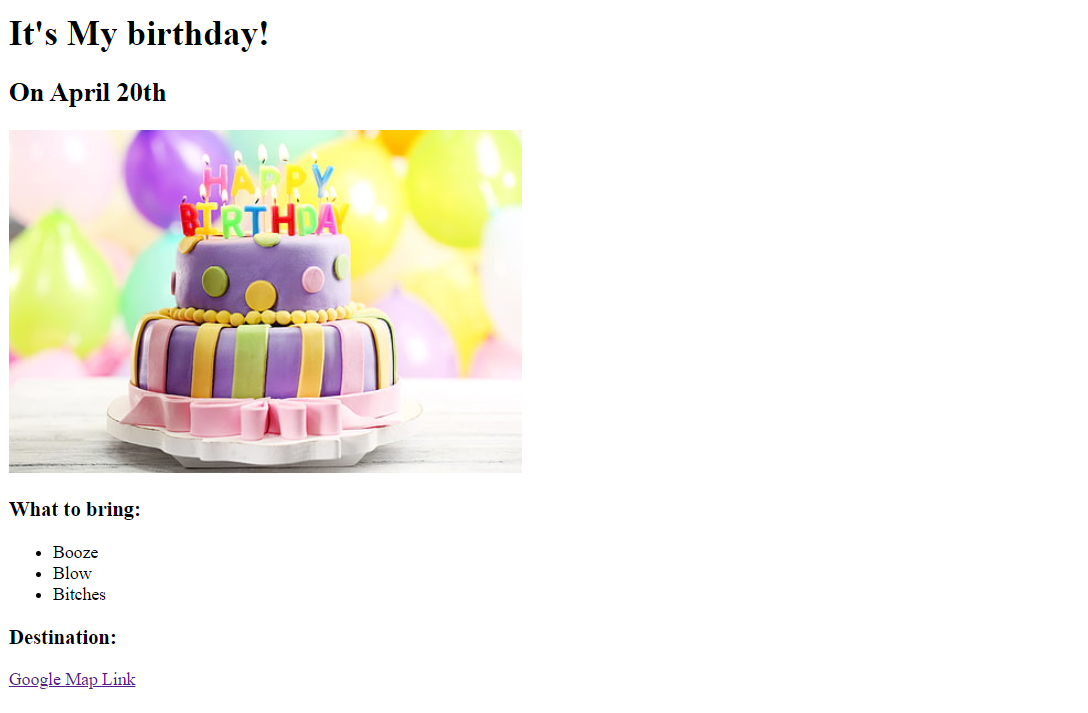 It's My birthday!
On April 20th
HAPPY
BIRTHDAY
What to bring:
Booze
Blow
Bitches
Destination:
Google Map Link